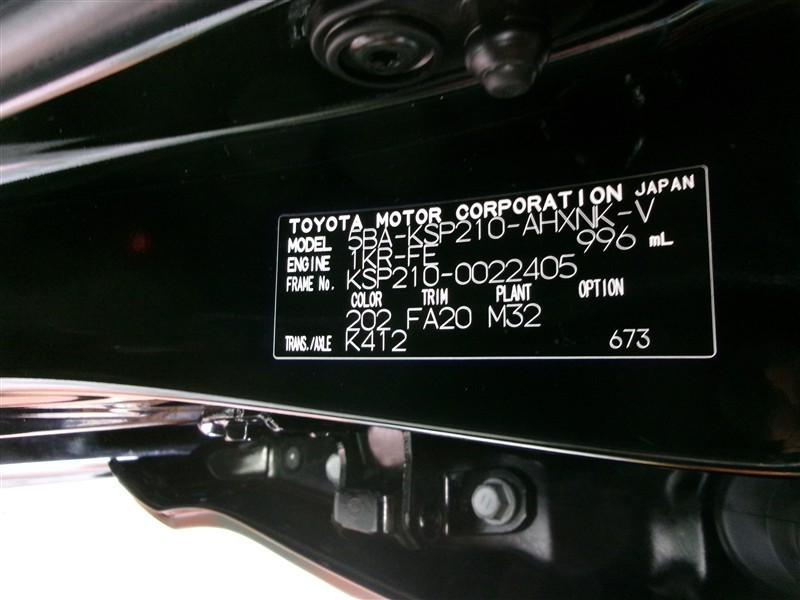 TOYOTA MOTOR CORPORATION JAPAN
MODEL 5BA-KSP210-AHXNK-V
ENGINE 1KR-FE 996 mL
FRAME No. KSP210-0022405
COLOR TRIM PLANT OPTION
202 FA20 M32
TRANS./AXLE K412 673